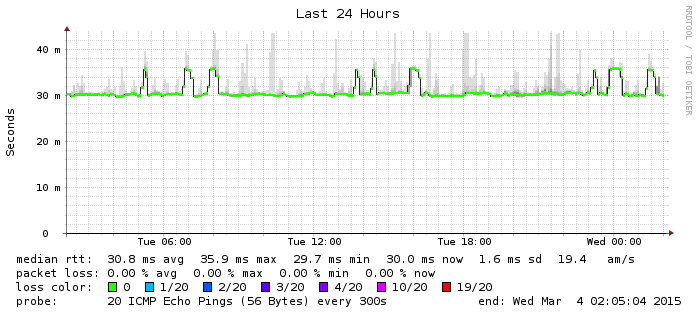 Last 24 Hours
RRDTOOL / TOBI OETIKER
Seconds
40 m
30 m
20 m
10 m
0
Tue 06:00 Tue 12:00 Tue 18:00 Wed 00:00
median rtt: 30.8 ms avg 35.9 ms max 29.7 ms min 30.0 ms now 1.6 ms sd 19.4 am/s
packet loss: 0.00 % avg 0.00 % max 0.00 % min 0.00 % now
loss color: 0 1/20 2/20 3/20 4/20 10/20 19/20
probe: 20 ICMP Echo Pings (56 Bytes) every 300s end: Wed Mar 4 02:05:04 2015